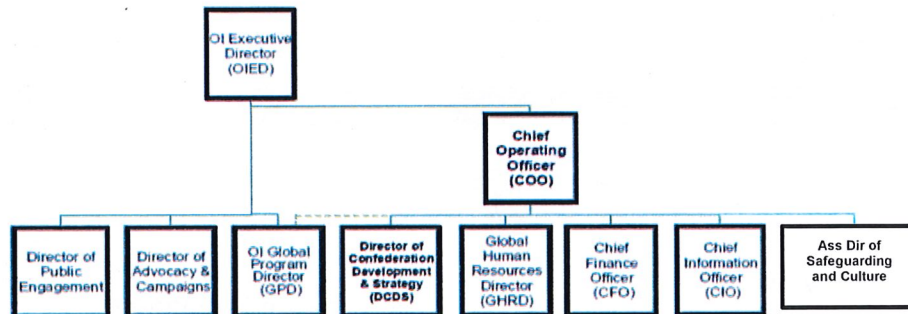 OI Executive
Director
(OIED)
Chief
Operating
Officer
(COO)
Director of
Public
Engagement
Director of
Advocacy &
Campaigns
OI Global
Program
Director
(GPD)
Director of
Confederation
Development
& Strategy
(DCDS)
Global
Human
Resources
Director
(GHRD)
Chief
Finance
Officer
(CFO)
Chief
Information
Officer
(CIO)
Ass Dir of
Safeguarding
and Culture